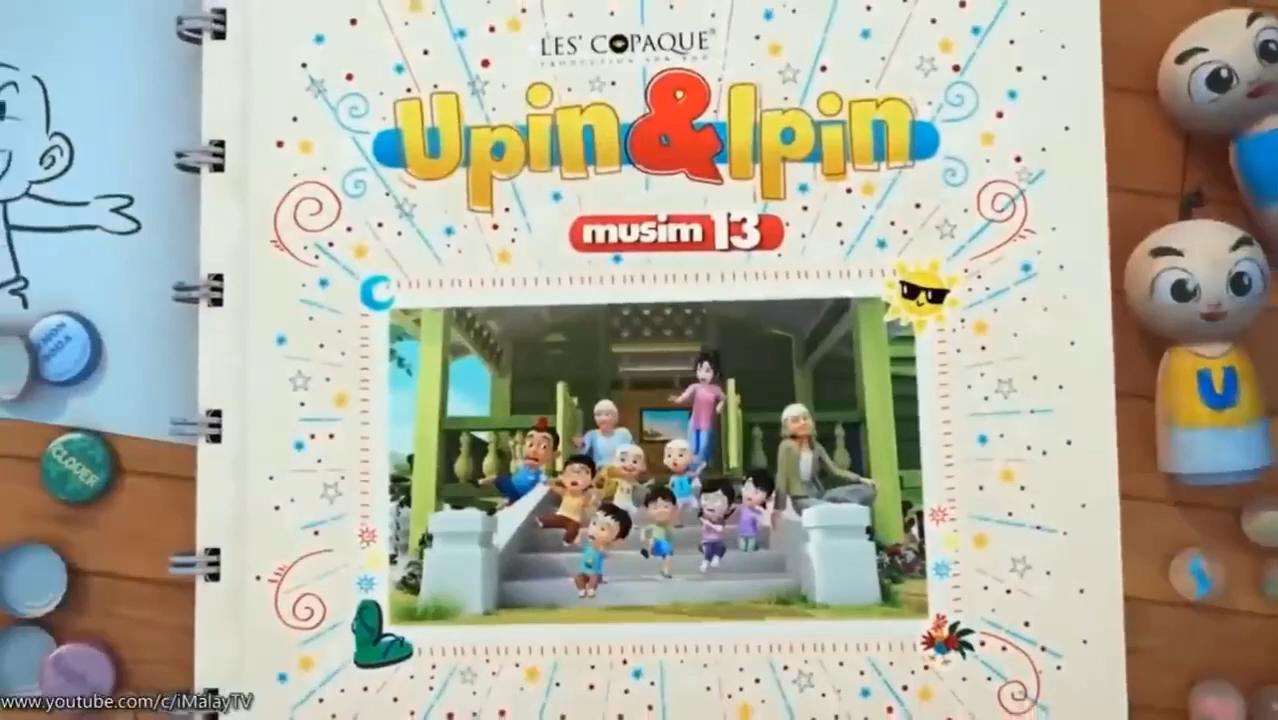 LES' COPAQUE
Upin & Ipin
musim 13
CLOVER
U
www.youtube.com/c/iMalayTV